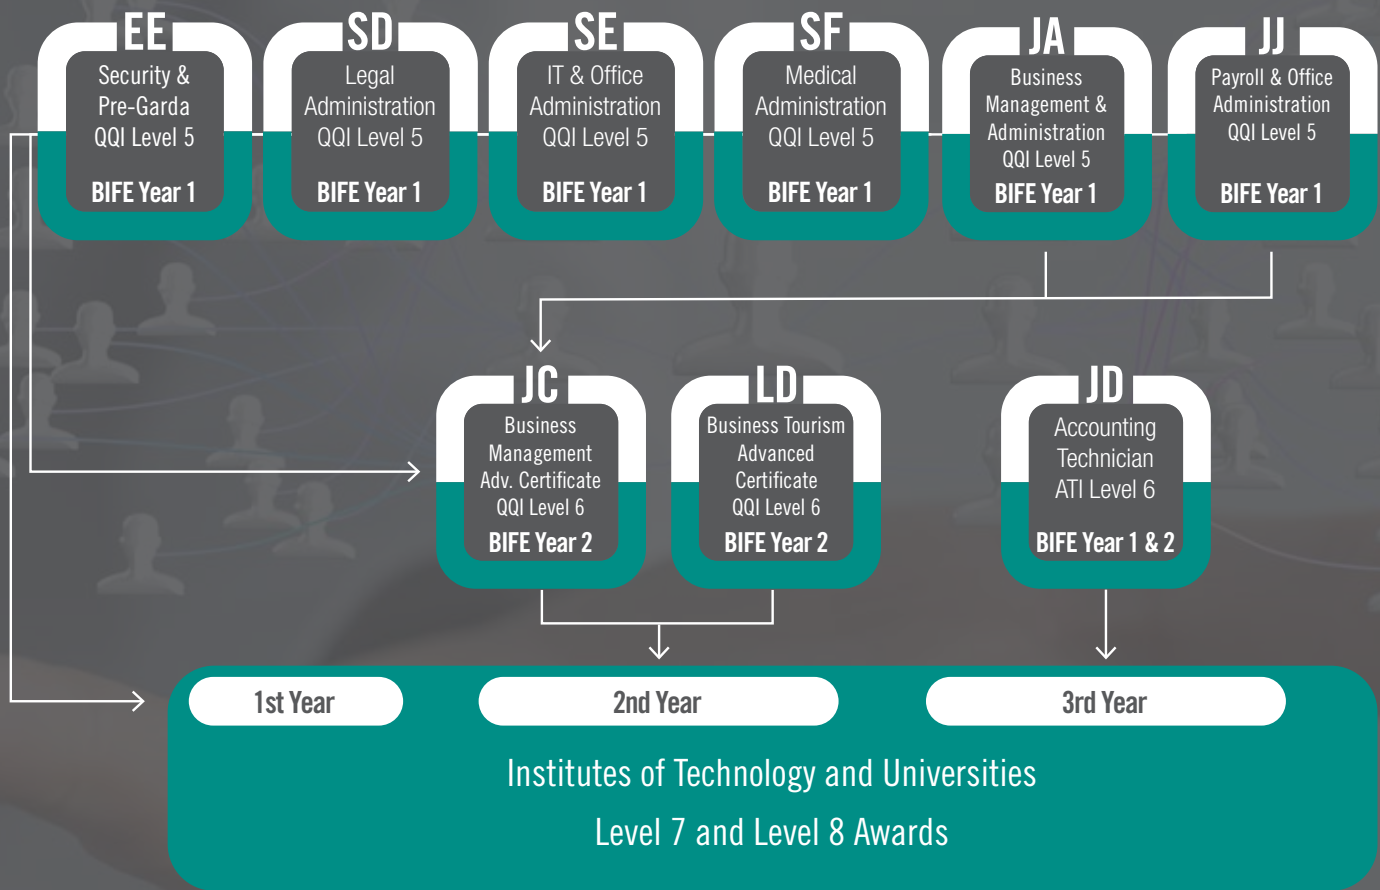 EE
Security &
Pre-Garda
QQI Level 5
BIFE Year 1
SD
Legal
Administration
QQI Level 5
BIFE Year 1
SE
IT & Office
Administration
QQI Level 5
BIFE Year 1
SF
Medical
Administration
QQI Level 5
BIFE Year 1
JA
Business
Management &
Administration
QQI Level 5
BIFE Year 1
JJ
Payroll & Office
Administration
QQI Level 5
BIFE Year 1
JC
Business
Management
Adv. Certificate
QQI Level 6
BIFE Year 2
LD
Business Tourism
Advanced
Certificate
QQI Level 6
BIFE Year 2
JD
Accounting
Technician
ATI Level 6
BIFE Year 1 & 2
1st Year
2nd Year
3rd Year
Institutes of Technology and Universities
Level 7 and Level 8 Awards